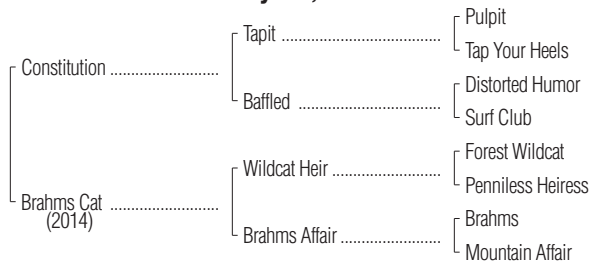 Pulpit
Tapit ..........................................
Tap Your Heels
Constitution ............................
Distorted Humor
Baffled ......................................
Surf Club
Forest Wildcat
Wildcat Heir ............................
Penniless Heiress
Brahms Cat ............................
(2014)
Brahms
Brahms Affair ..........................
Mountain Affair